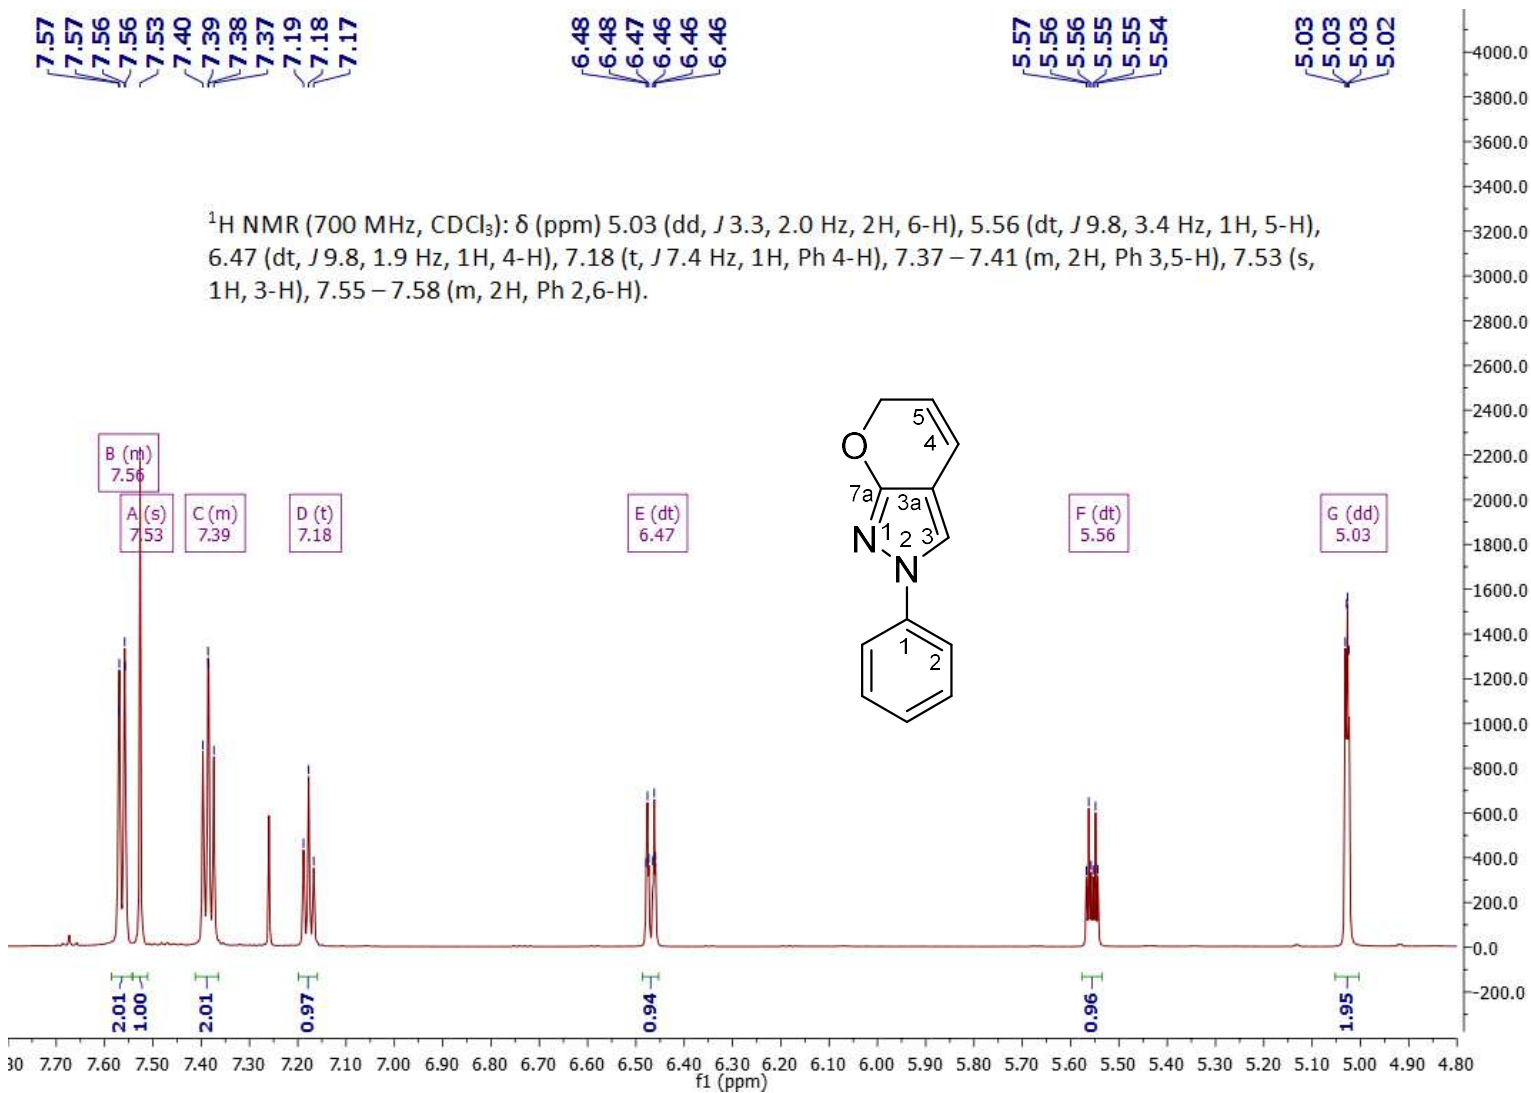 7.57 7.57 7.56 7.56 7.53 7.40 7.39 7.38 7.37 7.19 7.18 7.17 6.48 6.48 6.47 6.46 6.46 6.46 5.57 5.56 5.56 5.55 5.55 5.54 5.03 5.03 5.03 5.02
¹H NMR (700 MHz, CDCl₃): δ (ppm) 5.03 (dd, J 3.3, 2.0 Hz, 2H, 6-H), 5.56 (dt, J 9.8, 3.4 Hz, 1H, 5-H),
6.47 (dt, J 9.8, 1.9 Hz, 1H, 4-H), 7.18 (t, J 7.4 Hz, 1H, Ph 4-H), 7.37 – 7.41 (m, 2H, Ph 3,5-H), 7.53 (s,
1H, 3-H), 7.55 – 7.58 (m, 2H, Ph 2,6-H).
B (m)
7.56
A (s)
7.53
C (m)
7.39
D (t)
7.18
E (dt)
6.47
F (dt)
5.56
G (dd)
5.03
5
O
4
7a
3a
N
1
2
3
N
1
2
4000.0
3800.0
3600.0
3400.0
3200.0
3000.0
2800.0
2600.0
2400.0
2200.0
2000.0
1800.0
1600.0
1400.0
1200.0
1000.0
800.0
600.0
400.0
200.0
0.0
-200.0
2.01 1.00 2.01 0.97 0.94 0.96 1.95
30 7.70 7.60 7.50 7.40 7.30 7.20 7.10 7.00 6.90 6.80 6.70 6.60 6.50 6.40 6.30 6.20 6.10 6.00 5.90 5.80 5.70 5.60 5.50 5.40 5.30 5.20 5.10 5.00 4.90 4.80
f1 (ppm)